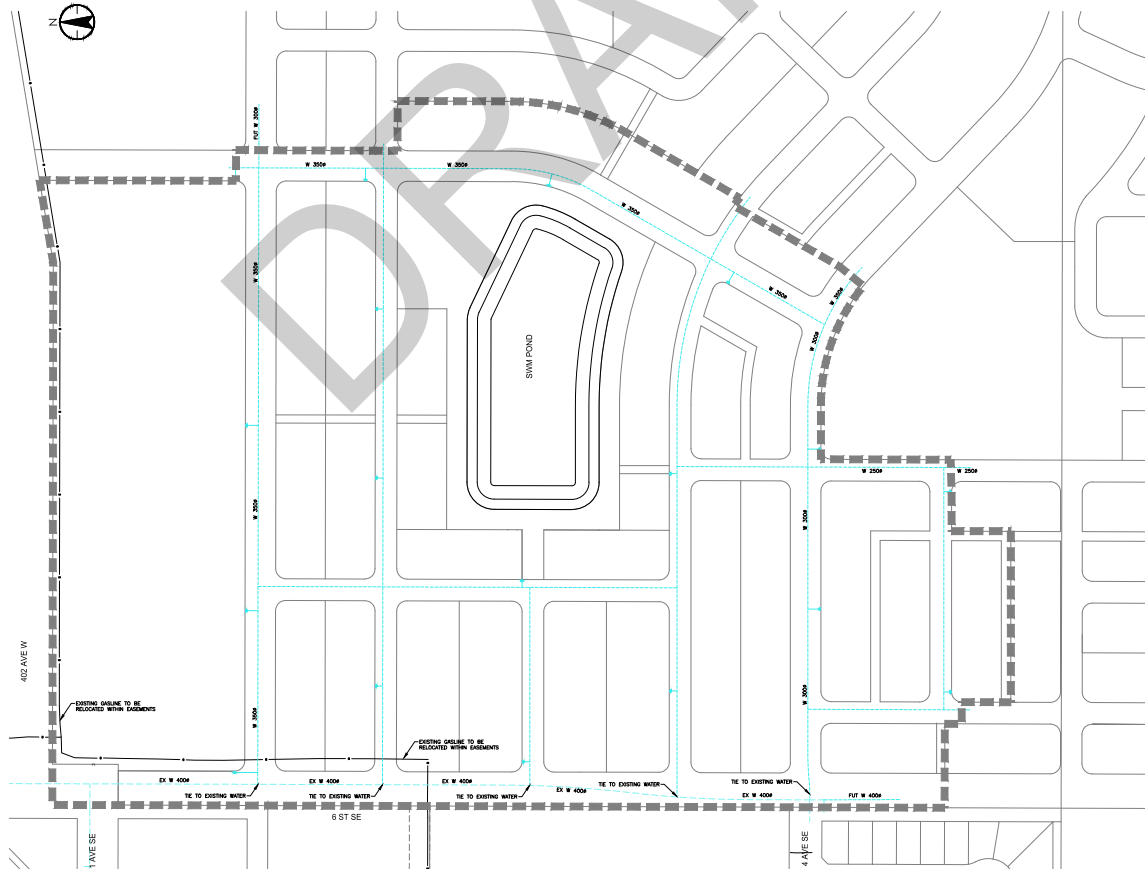 N
DRA
FUT W 300ø
W 350ø
W 350ø
W 350ø
W 350ø
W 350ø
W 350ø
W 300ø
SWM POND
W 250ø
W 250ø
W 350ø
W 300ø
402 AVE W
W 350ø
W 300ø
EXISTING GASLINE TO BE
RELOCATED WITHIN EASEMENTS
EXISTING GASLINE TO BE
RELOCATED WITHIN EASEMENTS
EX W 400ø
EX W 400ø
EX W 400ø
EX W 400ø
EX W 400ø
FUT W 400ø
TIE TO EXISTING WATER
TIE TO EXISTING WATER
TIE TO EXISTING WATER
TIE TO EXISTING WATER
TIE TO EXISTING WATER
6 ST SE
1 AVE SE
4 AVE SE